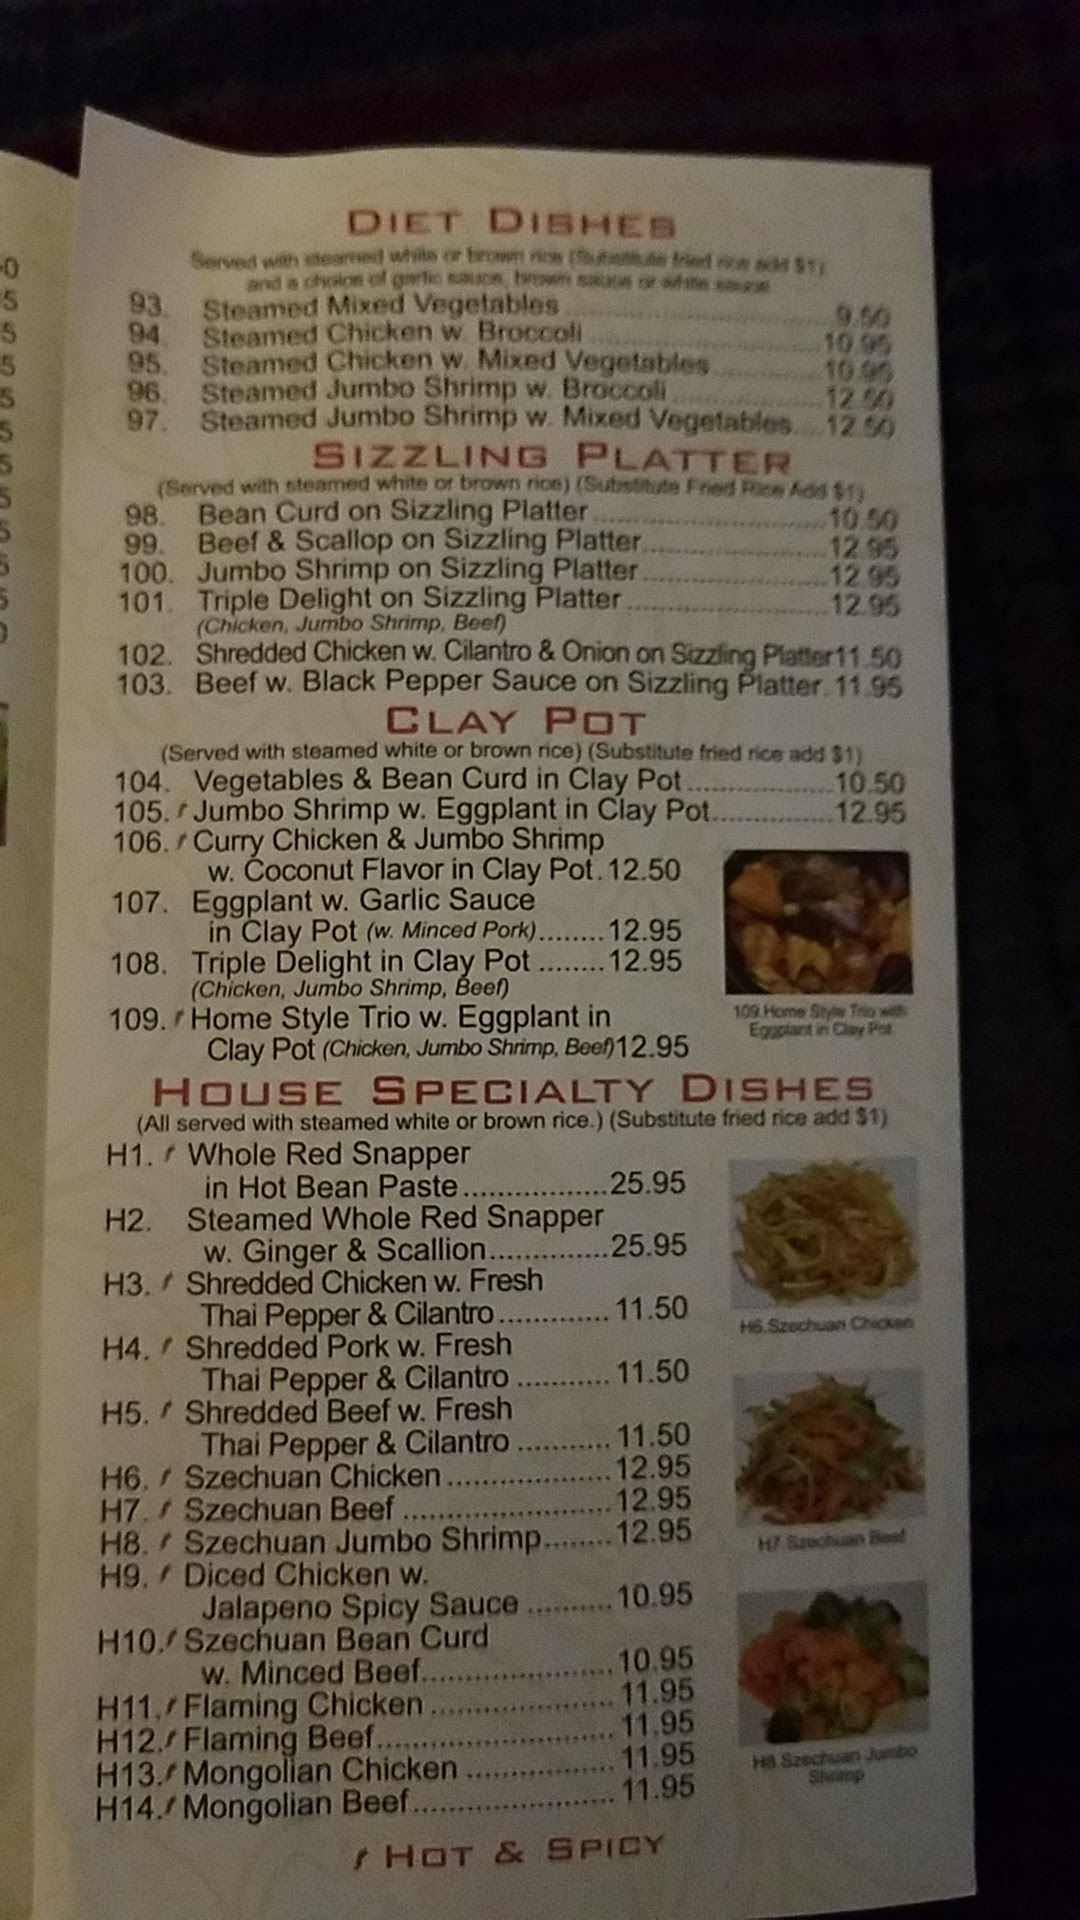 DIET DISHES
Served with steamed white or brown rice (Substitute fried rice add $1)
and a choice of garlic sauce, brown sauce or white sauce
93. Steamed Mixed Vegetables 9.50
94. Steamed Chicken w. Broccoli 10.95
95. Steamed Chicken w. Mixed Vegetables 10.95
96. Steamed Jumbo Shrimp w. Broccoli 12.50
97. Steamed Jumbo Shrimp w. Mixed Vegetables 12.50
SIZZLING PLATTER
(Served with steamed white or brown rice) (Substitute Fried Rice Add $1)
98. Bean Curd on Sizzling Platter 10.50
99. Beef & Scallop on Sizzling Platter 12.95
100. Jumbo Shrimp on Sizzling Platter 12.95
101. Triple Delight on Sizzling Platter 12.95
(Chicken, Jumbo Shrimp, Beef)
102. Shredded Chicken w. Cilantro & Onion on Sizzling Platter 11.50
103. Beef w. Black Pepper Sauce on Sizzling Platter 11.95
CLAY POT
(Served with steamed white or brown rice) (Substitute fried rice add $1)
104. Vegetables & Bean Curd in Clay Pot 10.50
105. Jumbo Shrimp w. Eggplant in Clay Pot 12.95
106. Curry Chicken & Jumbo Shrimp
w. Coconut Flavor in Clay Pot 12.50
107. Eggplant w. Garlic Sauce
in Clay Pot (w. Minced Pork) 12.95
108. Triple Delight in Clay Pot 12.95
(Chicken, Jumbo Shrimp, Beef)
109. Home Style Trio w. Eggplant in
Clay Pot (Chicken, Jumbo Shrimp, Beef) 12.95
109.Home Style Trio with
Eggplant in Clay Pot
HOUSE SPECIALTY DISHES
(All served with steamed white or brown rice.) (Substitute fried rice add $1)
H1. Whole Red Snapper
in Hot Bean Paste 25.95
H2. Steamed Whole Red Snapper
w. Ginger & Scallion 25.95
H3. Shredded Chicken w. Fresh
Thai Pepper & Cilantro 11.50
H4. Shredded Pork w. Fresh
Thai Pepper & Cilantro 11.50
H5. Shredded Beef w. Fresh
Thai Pepper & Cilantro 11.50
H6. Szechuan Chicken 12.95
H7. Szechuan Beef 12.95
H8. Szechuan Jumbo Shrimp 12.95
H9. Diced Chicken w.
Jalapeno Spicy Sauce 10.95
H10. Szechuan Bean Curd
w. Minced Beef 10.95
H11. Flaming Chicken 11.95
H12. Flaming Beef 11.95
H13. Mongolian Chicken 11.95
H14. Mongolian Beef 11.95
H6.Szechuan Chicken
H7.Szechuan Beef
H8.Szechuan Jumbo
Shrimp
HOT & SPICY